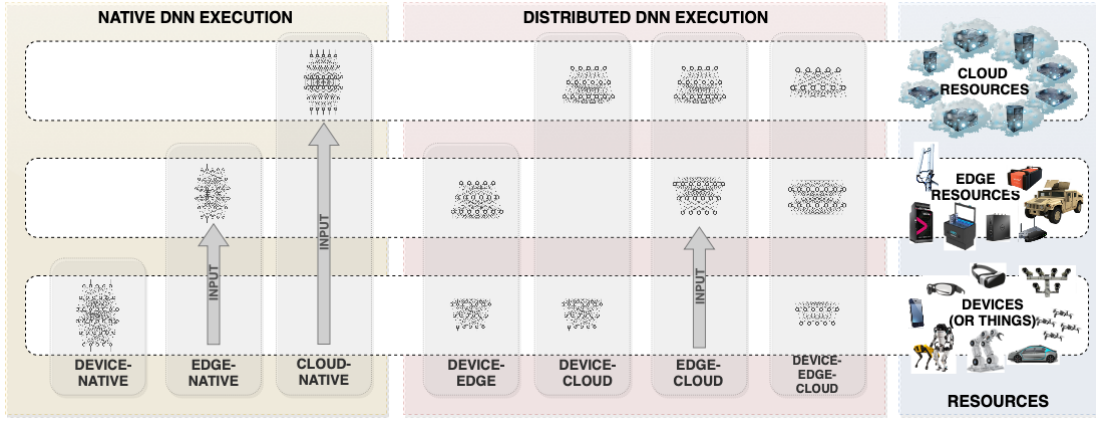 NATIVE DNN EXECUTION
DISTRIBUTED DNN EXECUTION
CLOUD
RESOURCES
EDGE
RESOURCES
DEVICES
(OR THINGS)
INPUT
INPUT
INPUT
DEVICE-
NATIVE
EDGE-
NATIVE
CLOUD-
NATIVE
DEVICE-
EDGE
DEVICE-
CLOUD
EDGE-
CLOUD
DEVICE-
EDGE-
CLOUD
RESOURCES